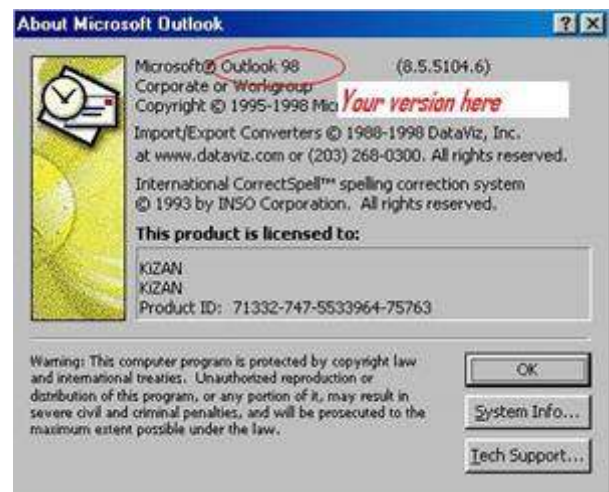 About Microsoft Outlook
Microsoft® Outlook 98 (8.5.5104.6)
Corporate or Workgroup
Copyright © 1995-1998 Your version here
Import/Export Converters © 1988-1998 DataViz, Inc.
at www.dataviz.com or (203) 268-0300. All rights reserved.
International CorrectSpell™ spelling correction system
© 1993 by INSO Corporation. All rights reserved.
This product is licensed to:
KiZAN
KiZAN
Product ID: 71332-747-5533964-75763
Warning: This computer program is protected by copyright law
and international treaties. Unauthorized reproduction or
distribution of this program, or any portion of it, may result in
severe civil and criminal penalties, and will be prosecuted to the
maximum extent possible under the law.
OK
System Info...
Tech Support...